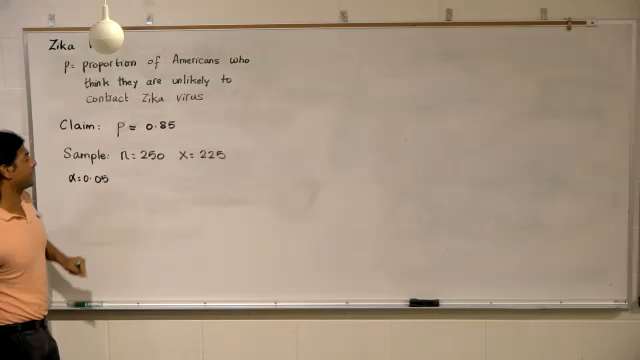 Zika
p= proportion of Americans who
think they are unlikely to
contract Zika virus
Claim: p = 0.85
Sample: n = 250 x = 225
α = 0.05